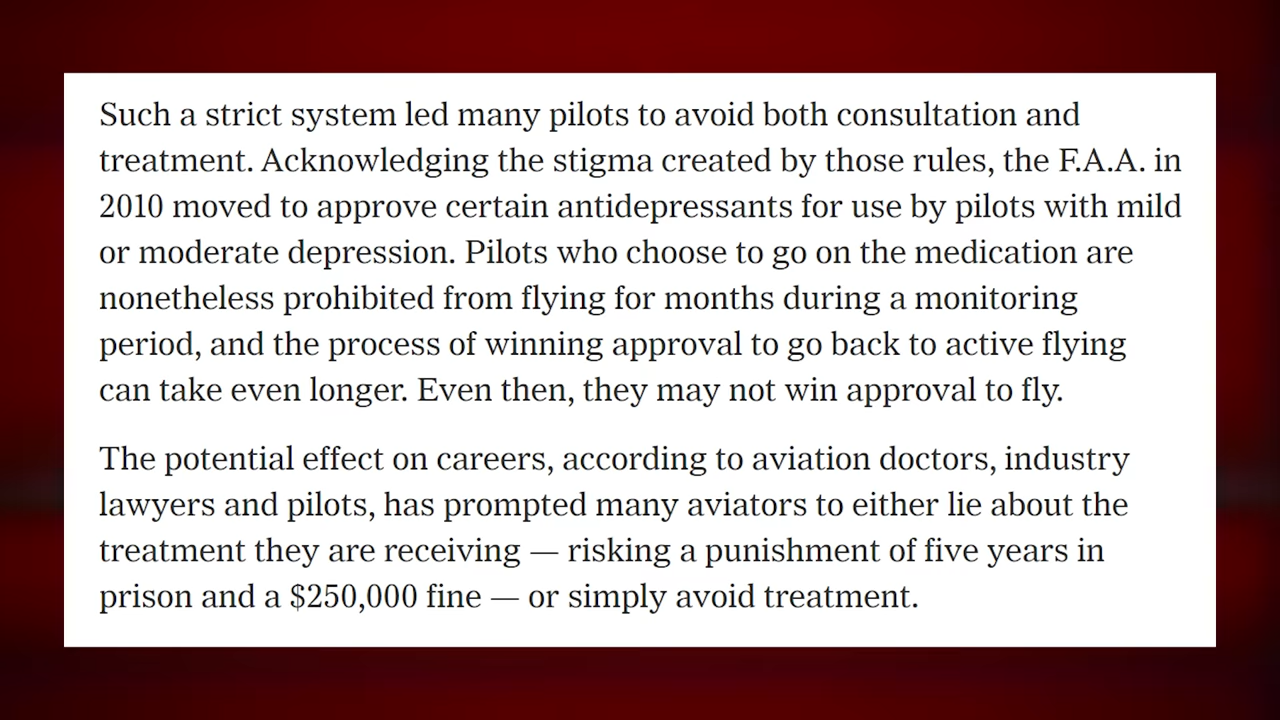 Such a strict system led many pilots to avoid both consultation and
treatment. Acknowledging the stigma created by those rules, the F.A.A. in
2010 moved to approve certain antidepressants for use by pilots with mild
or moderate depression. Pilots who choose to go on the medication are
nonetheless prohibited from flying for months during a monitoring
period, and the process of winning approval to go back to active flying
can take even longer. Even then, they may not win approval to fly.
The potential effect on careers, according to aviation doctors, industry
lawyers and pilots, has prompted many aviators to either lie about the
treatment they are receiving — risking a punishment of five years in
prison and a $250,000 fine — or simply avoid treatment.